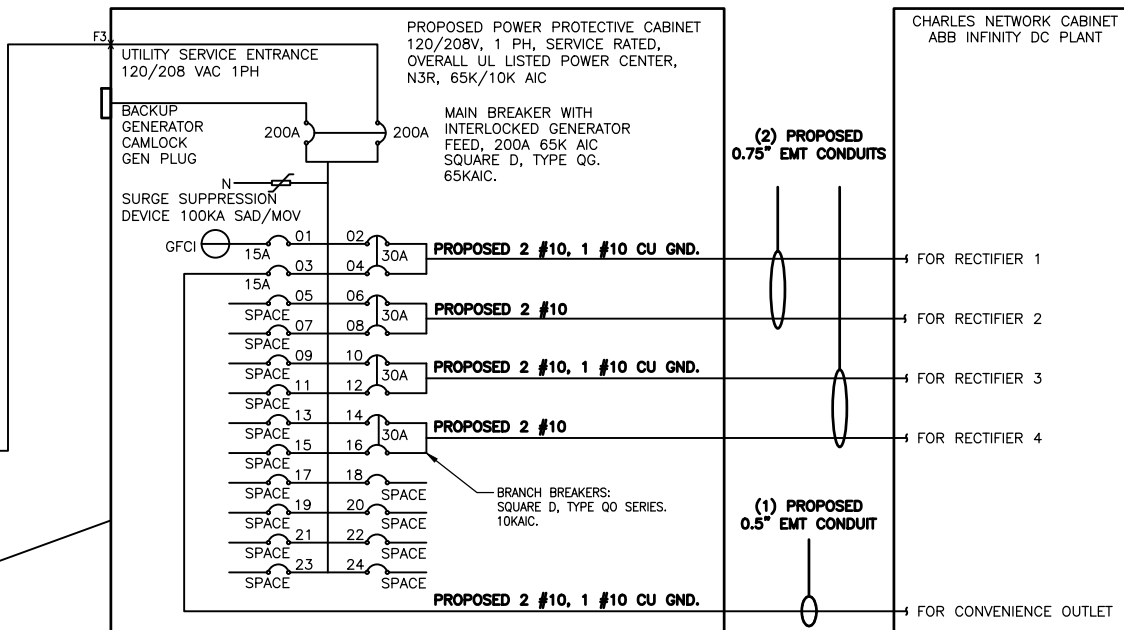 F3
UTILITY SERVICE ENTRANCE
120/208 VAC 1PH
PROPOSED POWER PROTECTIVE CABINET
120/208V, 1 PH, SERVICE RATED,
OVERALL UL LISTED POWER CENTER,
N3R, 65K/10K AIC
CHARLES NETWORK CABINET
ABB INFINITY DC PLANT
BACKUP
GENERATOR
CAMLOCK
GEN PLUG
200A
200A
MAIN BREAKER WITH
INTERLOCKED GENERATOR
FEED, 200A 65K AIC
SQUARE D, TYPE QG.
65KAIC.
(2) PROPOSED
0.75" EMT CONDUITS
N
SURGE SUPPRESSION
DEVICE 100KA SAD/MOV
GFCI
15A
01
02
30A
PROPOSED 2 #10, 1 #10 CU GND.
FOR RECTIFIER 1
15A
03
04
SPACE
05
06
30A
PROPOSED 2 #10
FOR RECTIFIER 2
SPACE
07
08
SPACE
09
10
30A
PROPOSED 2 #10, 1 #10 CU GND.
FOR RECTIFIER 3
SPACE
11
12
SPACE
13
14
30A
PROPOSED 2 #10
FOR RECTIFIER 4
SPACE
15
16
SPACE
17
18
SPACE
BRANCH BREAKERS:
SQUARE D, TYPE QO SERIES.
10KAIC.
SPACE
19
20
SPACE
SPACE
21
22
SPACE
SPACE
23
24
SPACE
(1) PROPOSED
0.5" EMT CONDUIT
PROPOSED 2 #10, 1 #10 CU GND.
FOR CONVENIENCE OUTLET